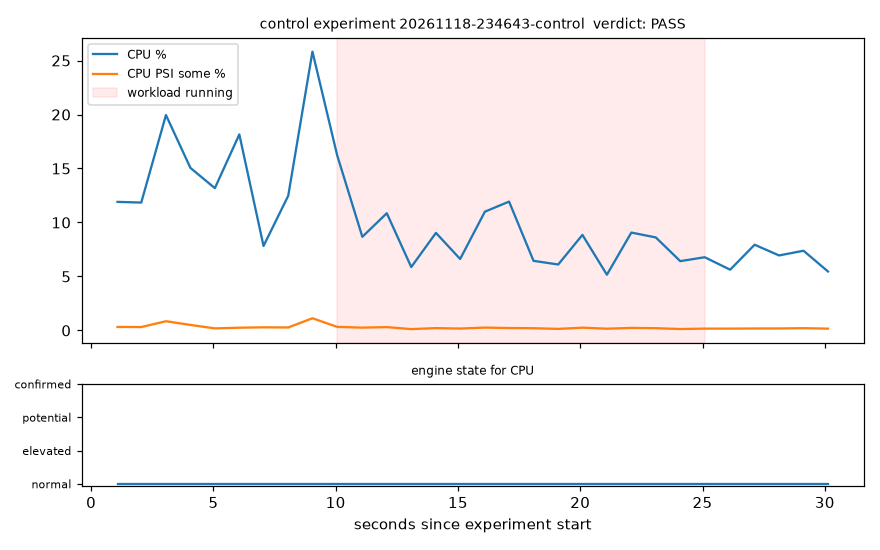 control experiment 20261118-234643-control  verdict: PASS
CPU %
CPU PSI some %
workload running
25
20
15
10
5
0
engine state for CPU
confirmed
potential
elevated
normal
0 5 10 15 20 25 30
seconds since experiment start